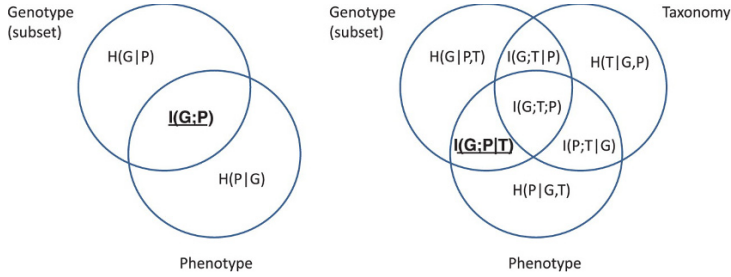 Genotype
(subset)
H(G|P)
I(G;P)
H(P|G)
Phenotype
Genotype
(subset)
Taxonomy
H(G|P,T)
I(G;T|P)
H(T|G,P)
I(G;T;P)
I(G;P|T)
I(P;T|G)
H(P|G,T)
Phenotype